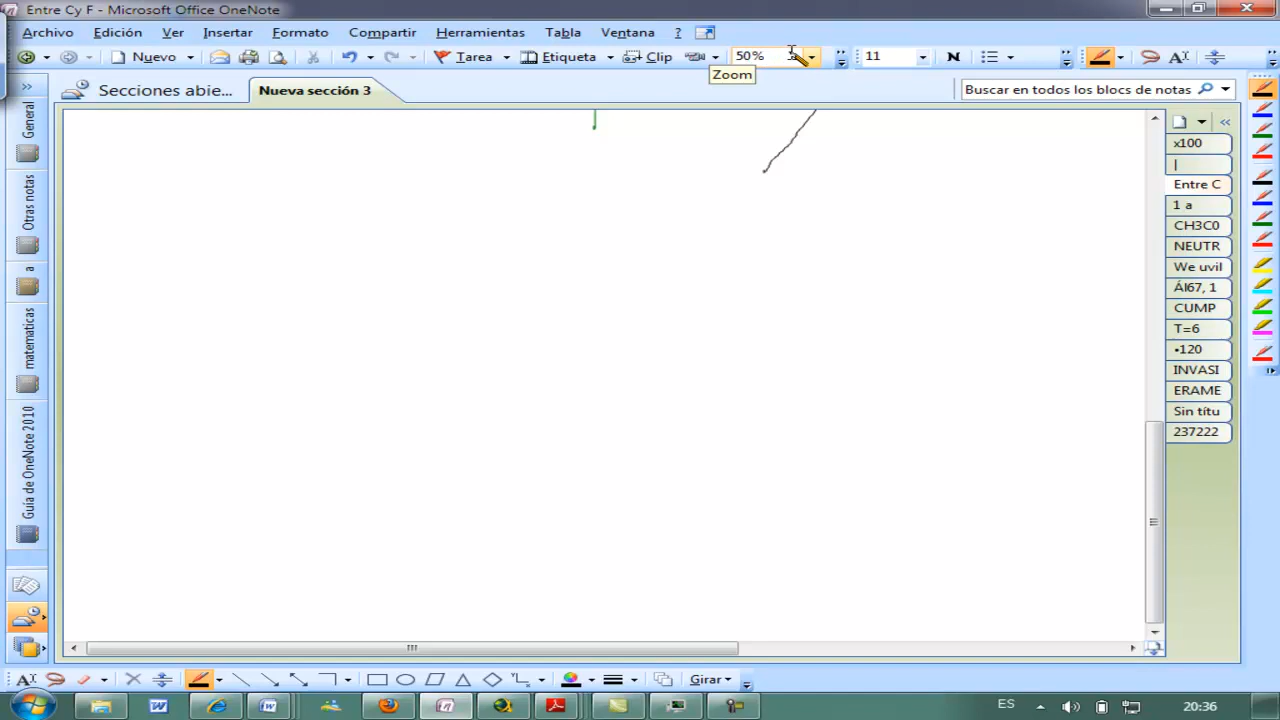 Entre Cy F - Microsoft Office OneNote
Archivo Edición Ver Insertar Formato Compartir Herramientas Tabla Ventana ?
Nuevo Tarea Etiqueta Clip 50% 11 N
Zoom
Secciones abie... Nueva sección 3 Buscar en todos los blocs de notas
General
Otras notas
a
matematicas
Guía de OneNote 2010
x100
|
Entre C
1 a
CH3C0
NEUTR
We uvil
Ál67, 1
CUMP
T=6
•120
INVASI
ERAME
Sin títu
237222
Girar
ES 20:36